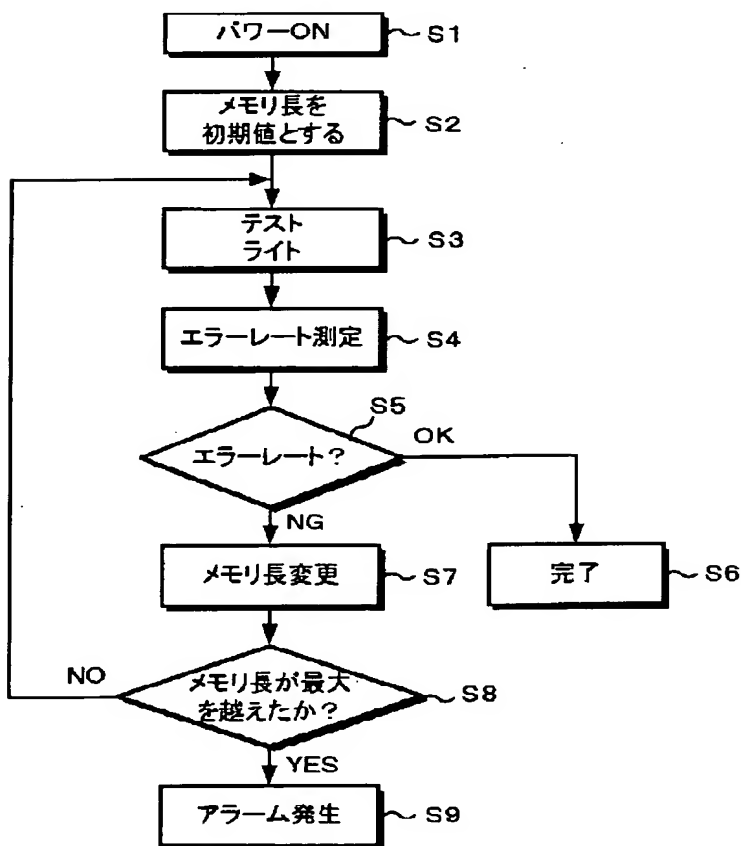 パワーON
S1
メモリ長を
初期値とする
S2
テスト
ライト
S3
エラーレート測定
S4
S5
エラーレート?
OK
NG
メモリ長変更
S7
完了
S6
NO
メモリ長が最大
を越えたか?
S8
YES
アラーム発生
S9